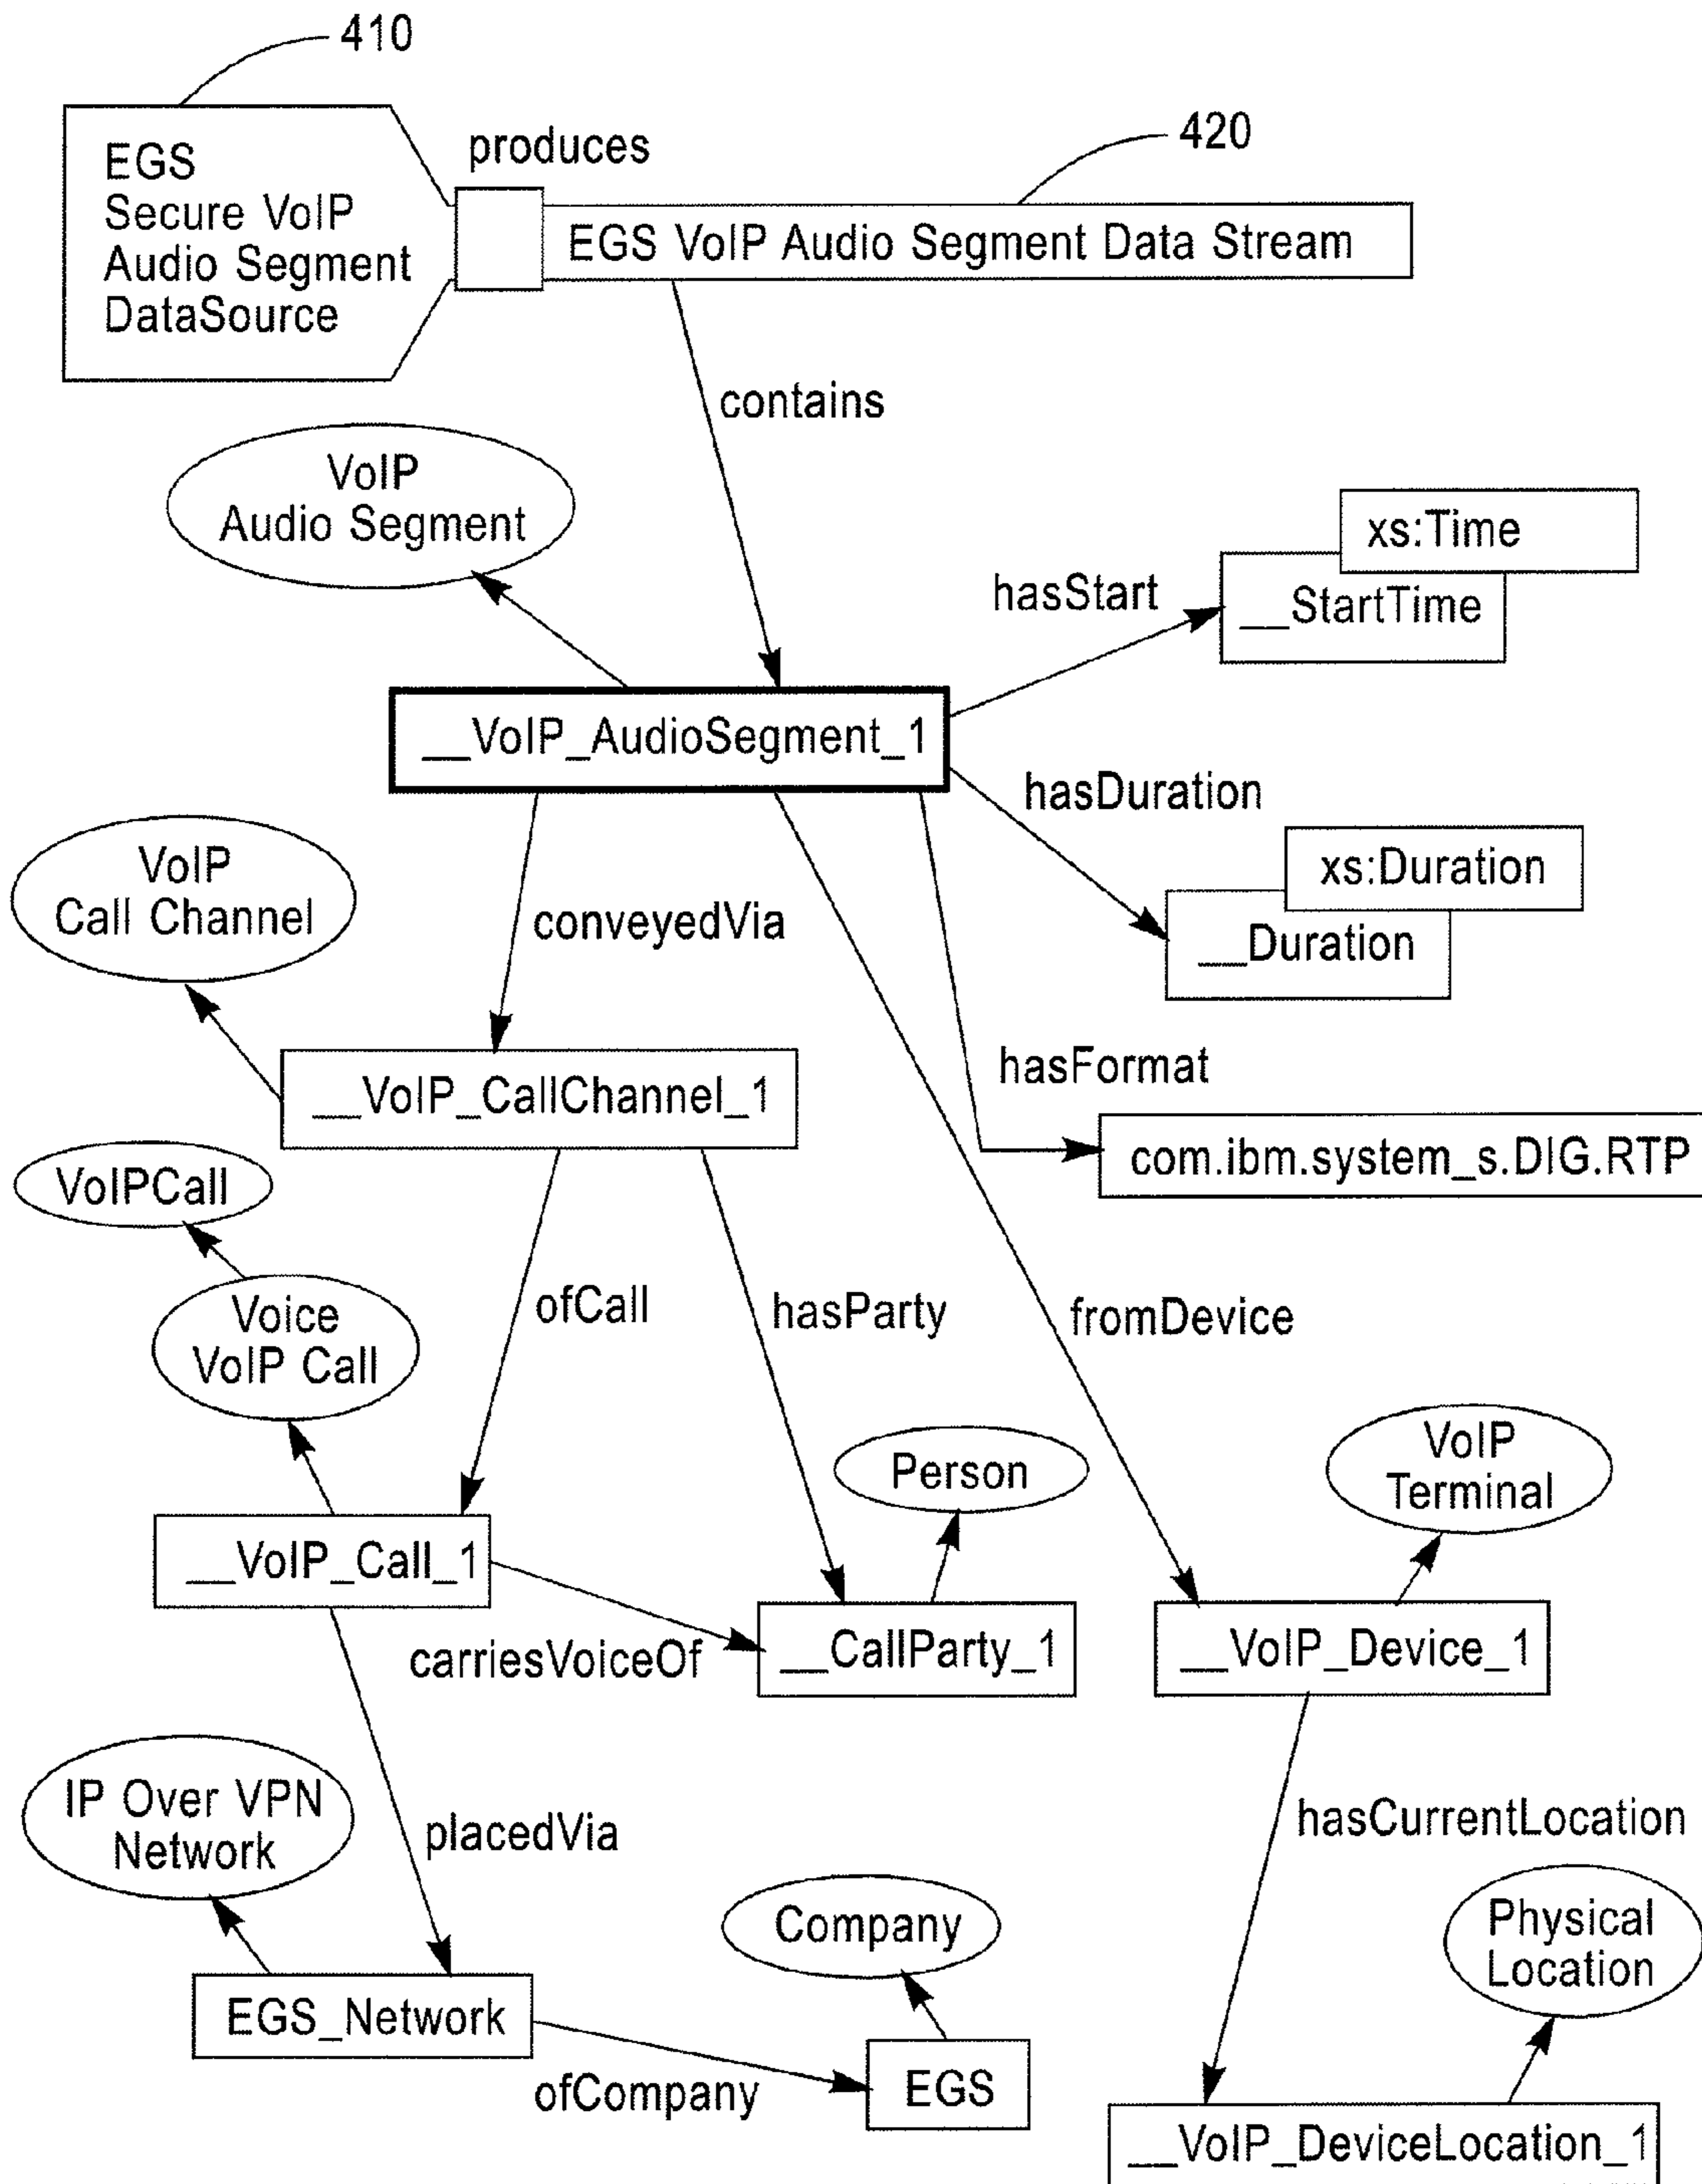 410
produces
420
EGS
Secure VoIP
Audio Segment
DataSource
EGS VoIP Audio Segment Data Stream
contains
VoIP
Audio Segment
xs:Time
hasStart
__StartTime
__VoIP_AudioSegment_1
hasDuration
xs:Duration
__Duration
VoIP
Call Channel
conveyedVia
hasFormat
__VoIP_CallChannel_1
com.ibm.system_s.DIG.RTP
VoIPCall
Voice
VoIP Call
ofCall
hasParty
fromDevice
Person
VoIP
Terminal
__VoIP_Call_1
carriesVoiceOf
__CallParty_1
__VoIP_Device_1
IP Over VPN
Network
placedVia
hasCurrentLocation
Company
Physical
Location
EGS_Network
ofCompany
EGS
__VoIP_DeviceLocation_1